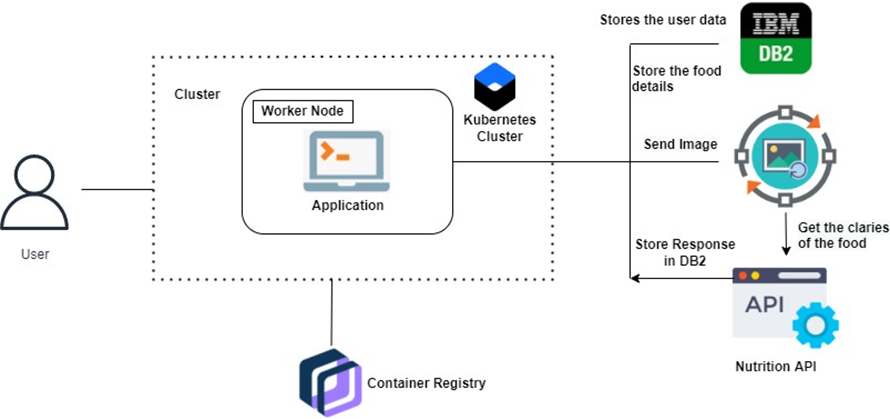 Stores the user data
IBM
DB2
Store the food
details
Cluster
Worker Node
Kubernetes
Cluster
Send Image
Application
User
Get the claries
of the food
Store Response
in DB2
API
Nutrition API
Container Registry